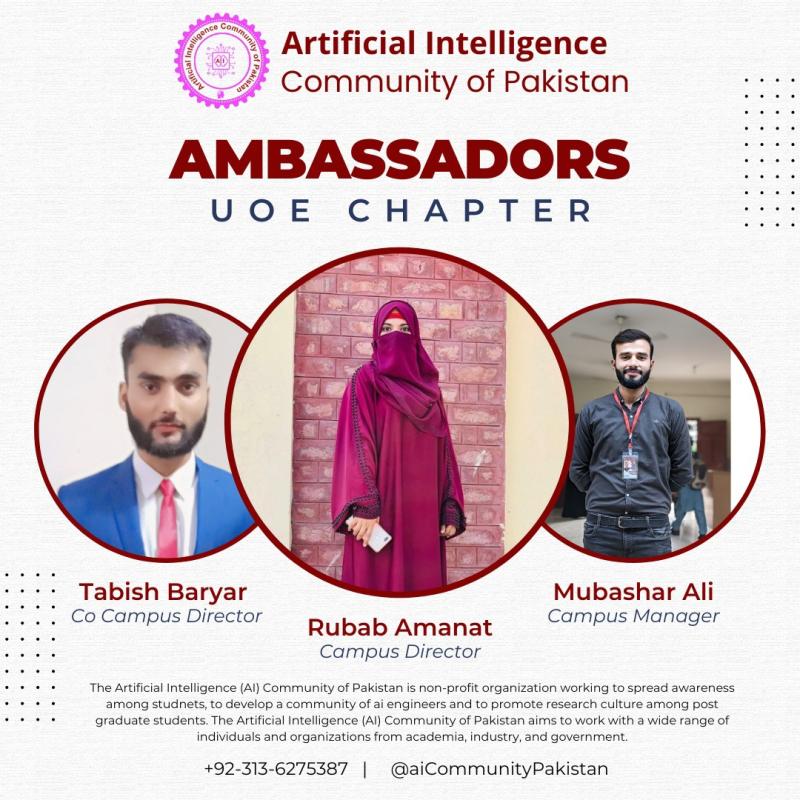 Artificial Intelligence Community of Pakistan
AI
Artificial Intelligence
Community of Pakistan
AMBASSADORS
UOE CHAPTER
Tabish Baryar
Co Campus Director
Rubab Amanat
Campus Director
Mubashar Ali
Campus Manager
The Artificial Intelligence (AI) Community of Pakistan is non-profit organization working to spread awareness
among studnets, to develop a community of ai engineers and to promote research culture among post
graduate students. The Artificial Intelligence (AI) Community of Pakistan aims to work with a wide range of
individuals and organizations from academia, industry, and government.
+92-313-6275387 | @aiCommunityPakistan